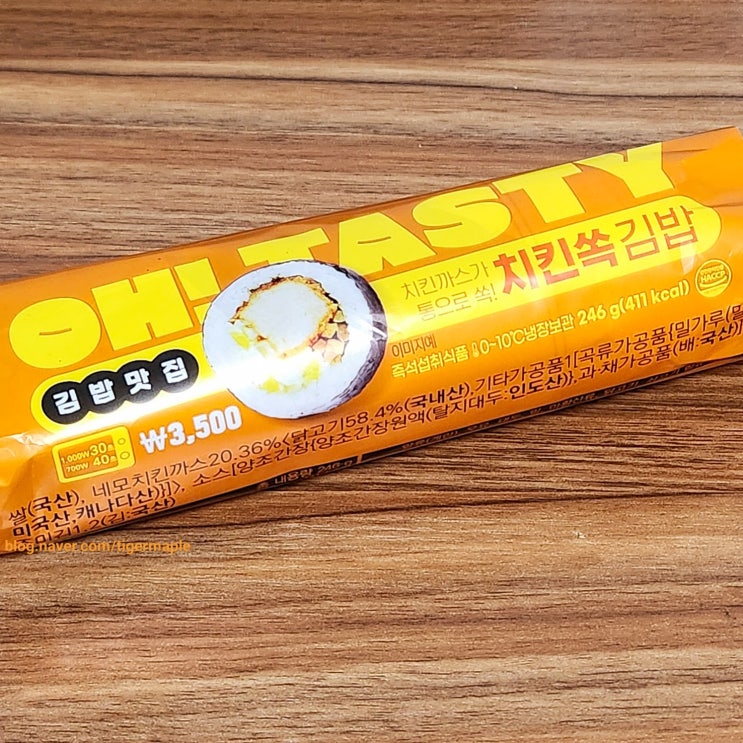 OH! TASTY
치킨까스가
통으로 쏙!
치킨쏙김밥
HACCP
김밥맛집
이미지예
즉석섭취식품 0~10℃냉장보관 246 g(411 kcal)
₩3,500
1,000W 30초
700W 40초
쌀(국산), 네모치킨까스20.36%<닭고기58.4%(국내산),기타가공품1[곡류가공품{밀가루(밀:
미국산,캐나다산)}]>, 소스[양조간장{양조간장원액(탈지대두:인도산)},과·채가공품(배:국산)]
내용량 246 g
blog.naver.com/tigermaple